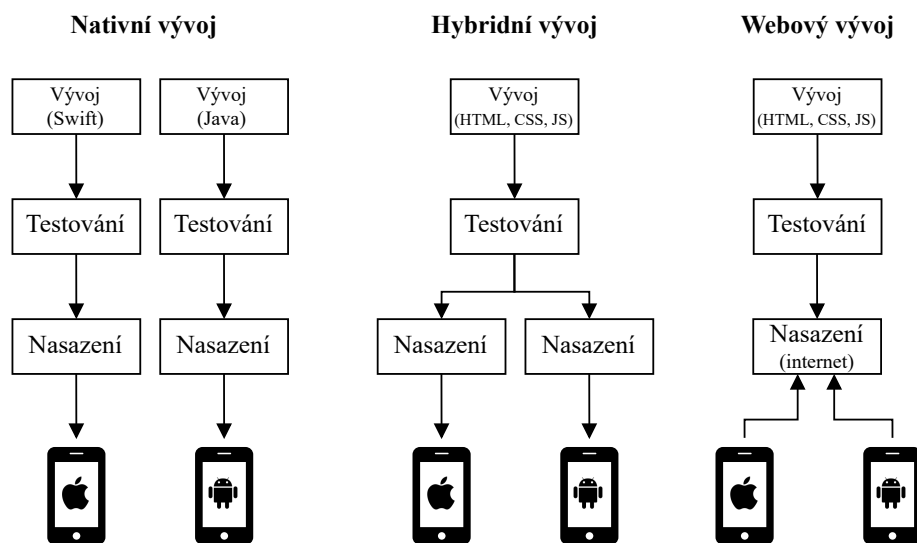 Nativní vývoj
Hybridní vývoj
Webový vývoj
Vývoj
(Swift)
Vývoj
(Java)
Vývoj
(HTML, CSS, JS)
Vývoj
(HTML, CSS, JS)
Testování
Testování
Testování
Testování
Nasazení
Nasazení
Nasazení
Nasazení
Nasazení
(internet)